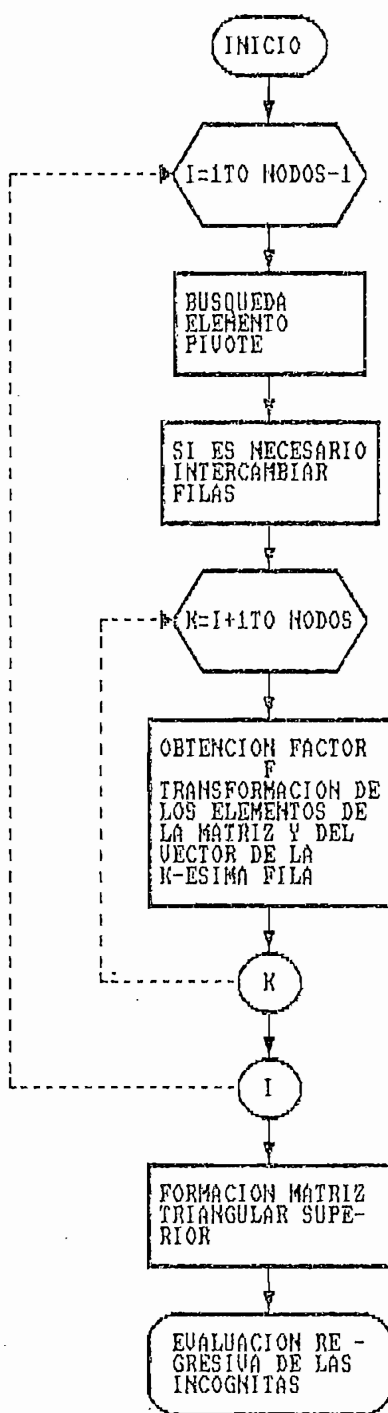 INICIO
I=1TO NODOS-1
BUSQUEDA
ELEMENTO
PIVOTE
SI ES NECESARIO
INTERCAMBIAR
FILAS
K=I+1TO NODOS
OBTENCION FACTOR
F
TRANSFORMACION DE
LOS ELEMENTOS DE
LA MATRIZ Y DEL
VECTOR DE LA
K-ESIMA FILA
K
I
FORMACION MATRIZ
TRIANGULAR SUPE-
RIOR
EVALUACION RE -
GRESIVA DE LAS
INCOGNITAS